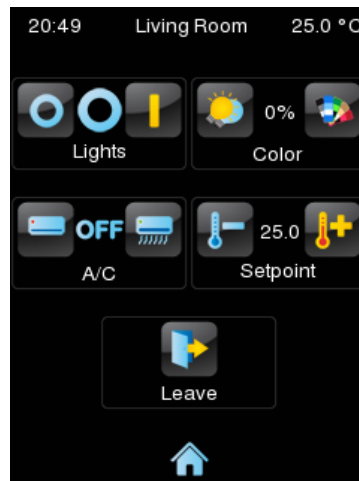 20:49 Living Room 25.0 °C
0%
Lights Color
OFF 25.0
A/C Setpoint
Leave